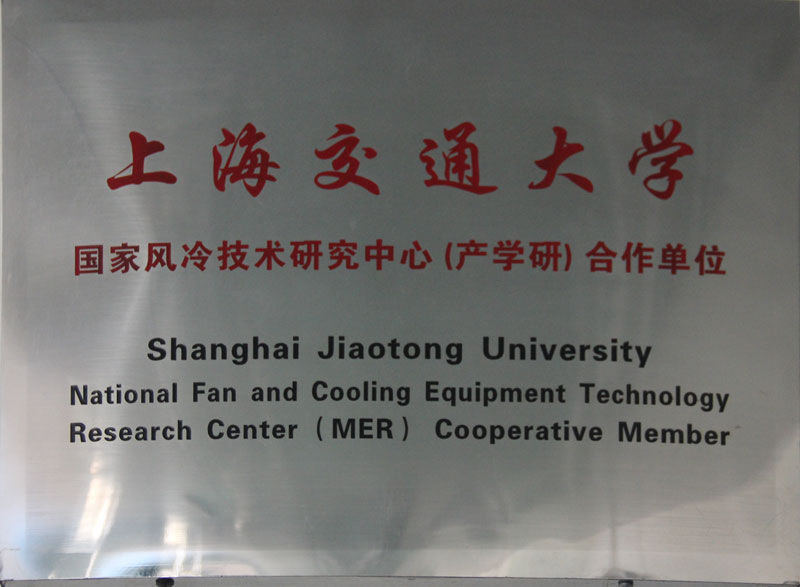 上海交通大学
国家风冷技术研究中心(产学研)合作单位
Shanghai Jiaotong University
National Fan and Cooling Equipment Technology
Research Center (MER) Cooperative Member